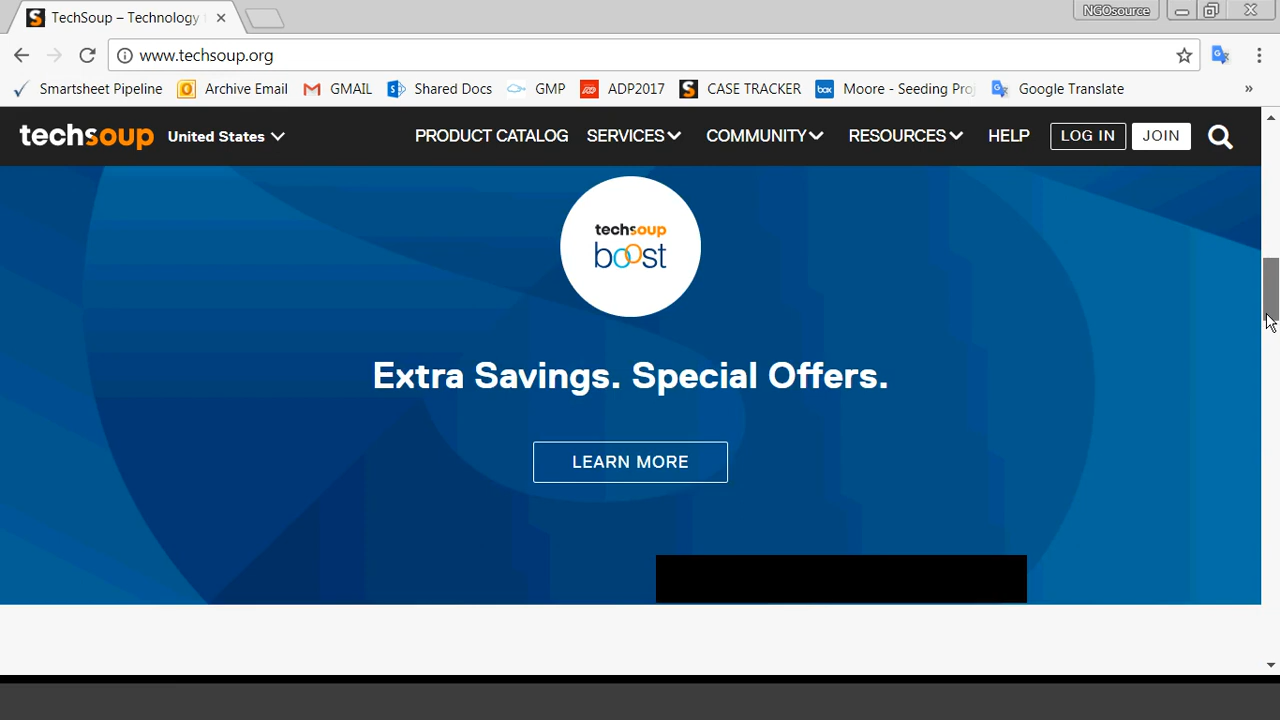 TechSoup – Technology
NGOsource
www.techsoup.org
Smartsheet Pipeline
Archive Email
GMAIL
Shared Docs
GMP
ADP2017
CASE TRACKER
box
Moore - Seeding Proj
Google Translate
»
techsoup
United States
PRODUCT CATALOG
SERVICES
COMMUNITY
RESOURCES
HELP
LOG IN
JOIN
techsoup
boost
Extra Savings. Special Offers.
LEARN MORE